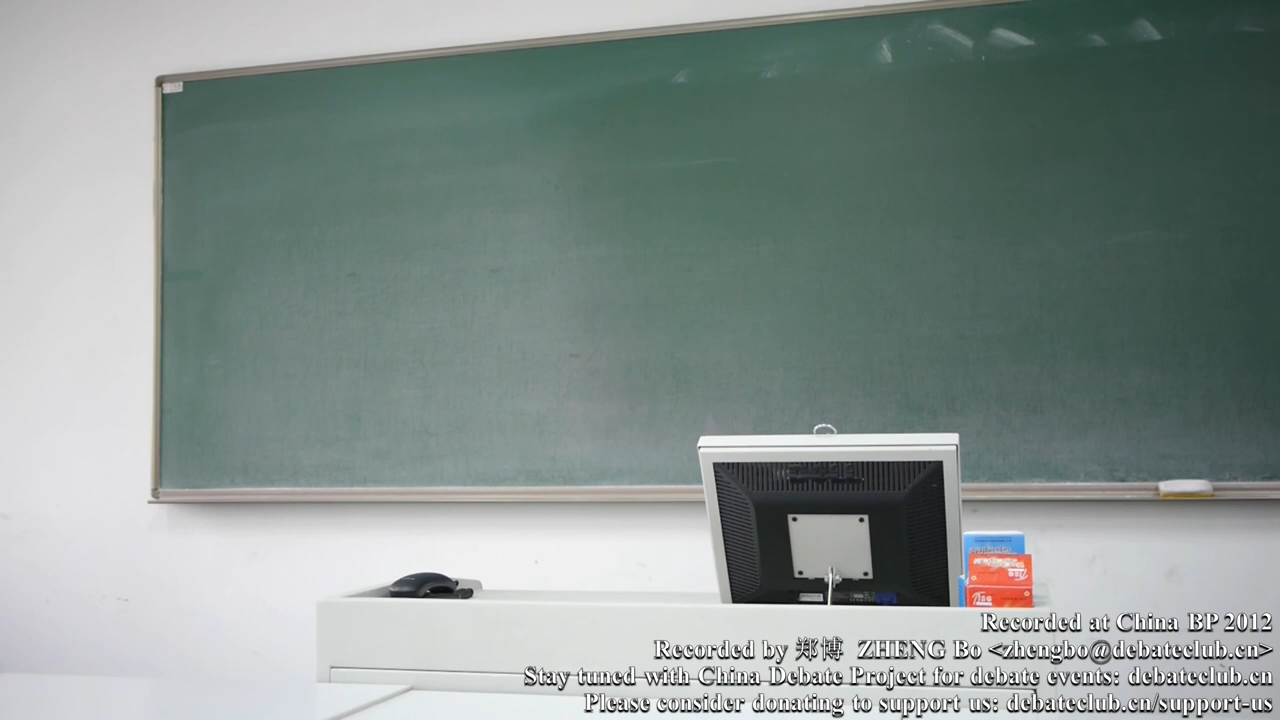 Recorded at China BP 2012
Recorded by 郑博 ZHENG Bo <zhengbo@debateclub.cn>
Stay tuned with China Debate Project for debate events: debateclub.cn
Please consider donating to support us: debateclub.cn/support-us